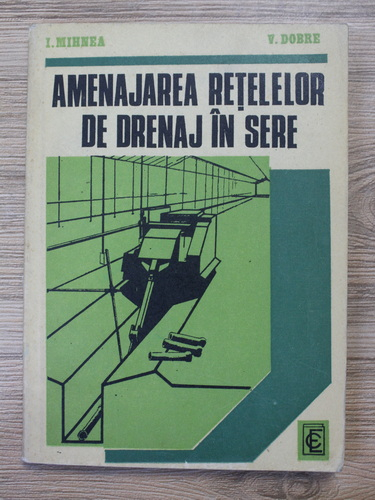 I. MIHNEA V. DOBRE
AMENAJAREA REȚELELOR
DE DRENAJ ÎN SERE